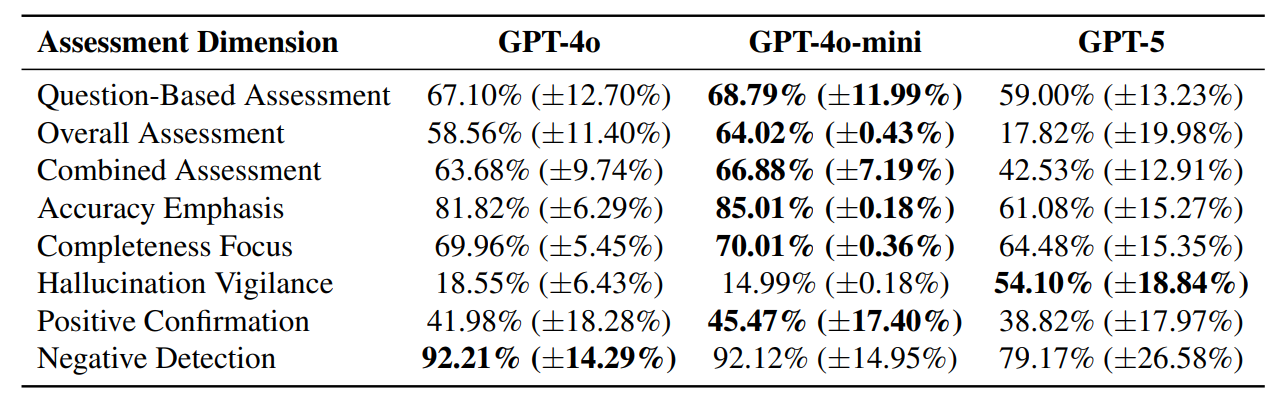 Assessment Dimension GPT-4o GPT-4o-mini GPT-5
Question-Based Assessment 67.10% (±12.70%) 68.79% (±11.99%) 59.00% (±13.23%)
Overall Assessment 58.56% (±11.40%) 64.02% (±0.43%) 17.82% (±19.98%)
Combined Assessment 63.68% (±9.74%) 66.88% (±7.19%) 42.53% (±12.91%)
Accuracy Emphasis 81.82% (±6.29%) 85.01% (±0.18%) 61.08% (±15.27%)
Completeness Focus 69.96% (±5.45%) 70.01% (±0.36%) 64.48% (±15.35%)
Hallucination Vigilance 18.55% (±6.43%) 14.99% (±0.18%) 54.10% (±18.84%)
Positive Confirmation 41.98% (±18.28%) 45.47% (±17.40%) 38.82% (±17.97%)
Negative Detection 92.21% (±14.29%) 92.12% (±14.95%) 79.17% (±26.58%)